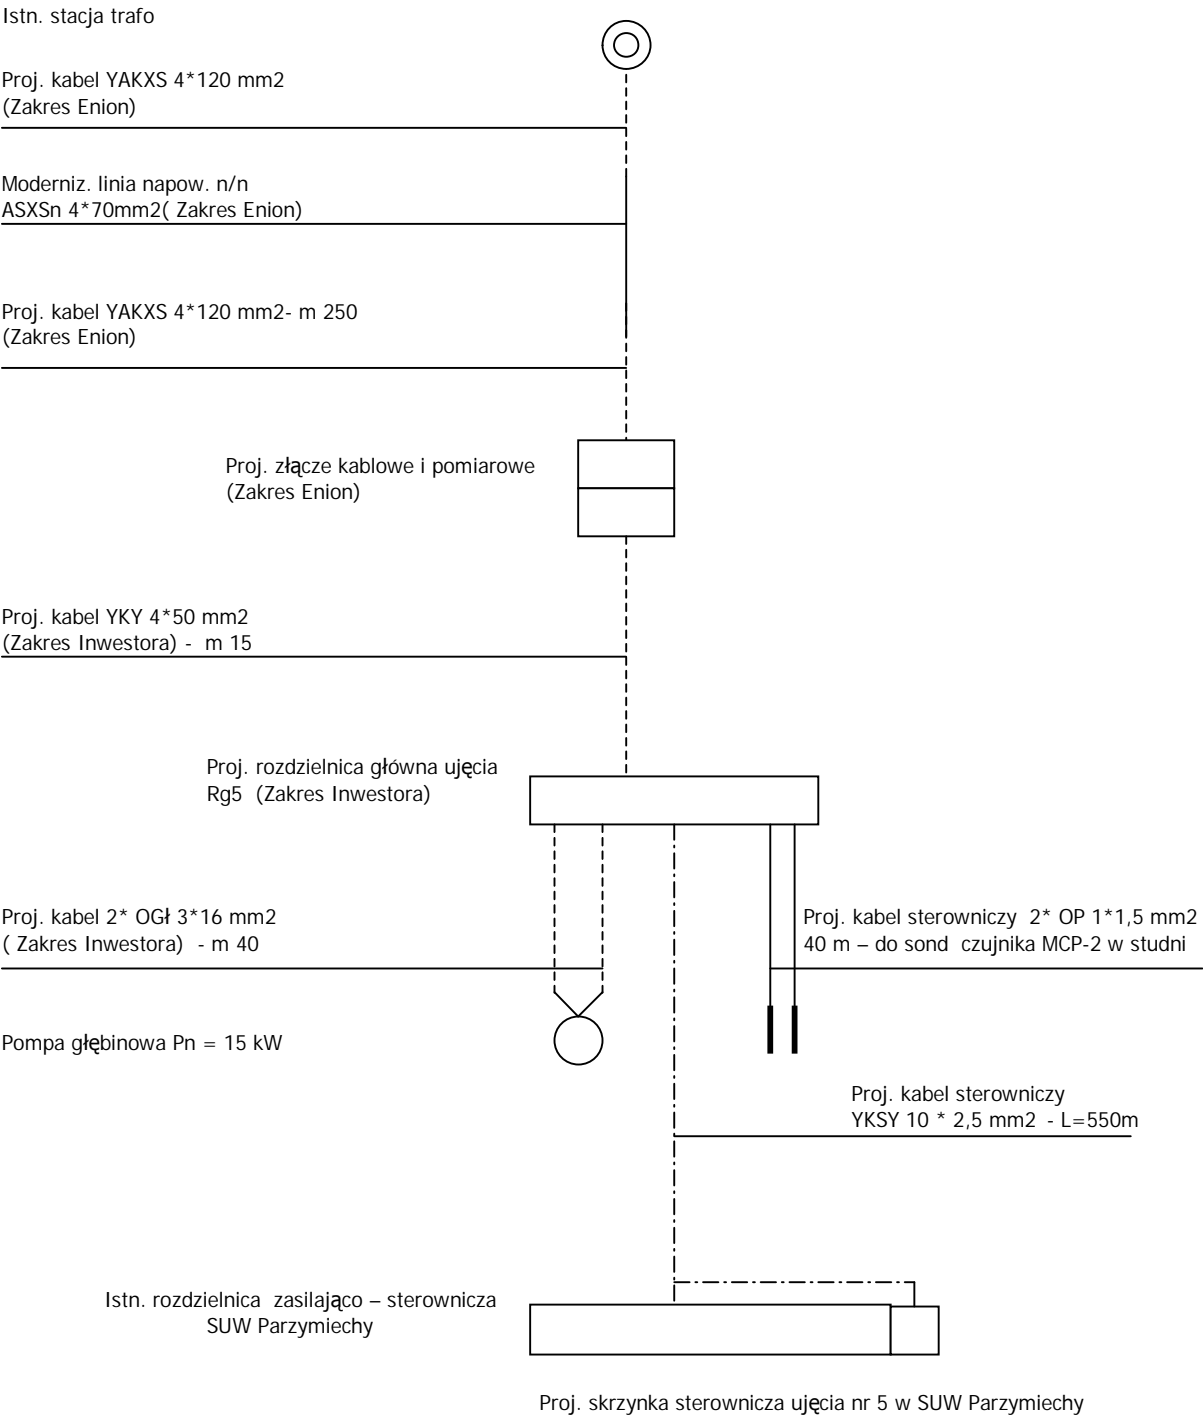 Istn. stacja trafo
Proj. kabel YAKXS 4*120 mm2
(Zakres Enion)
Moderniz. linia napow. n/n
ASXSn 4*70mm2( Zakres Enion)
Proj. kabel YAKXS 4*120 mm2- m 250
(Zakres Enion)
Proj. złącze kablowe i pomiarowe
(Zakres Enion)
Proj. kabel YKY 4*50 mm2
(Zakres Inwestora) - m 15
Proj. rozdzielnica główna ujęcia
Rg5 (Zakres Inwestora)
Proj. kabel 2* OGł 3*16 mm2
( Zakres Inwestora) - m 40
Proj. kabel sterowniczy 2* OP 1*1,5 mm2
40 m – do sond czujnika MCP-2 w studni
Pompa głębinowa Pn = 15 kW
Proj. kabel sterowniczy
YKSY 10 * 2,5 mm2 - L=550m
Istn. rozdzielnica zasilająco – sterownicza
SUW Parzymiechy
Proj. skrzynka sterownicza ujęcia nr 5 w SUW Parzymiechy